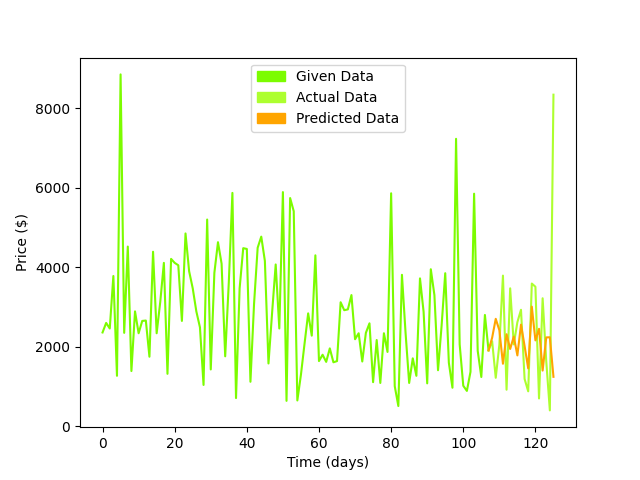 Given Data
Actual Data
Predicted Data
8000
6000
4000
2000
0
Price ($)
0 20 40 60 80 100 120
Time (days)